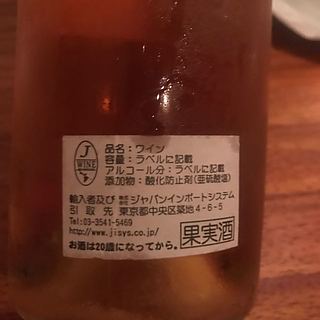 J
WINE
品名：ワイン
容量：ラベルに記載
アルコール分：ラベルに記載
添加物：酸化防止剤(亜硫酸塩)
輸入者及び 株式会社 ジャパンインポートシステム
引取先 東京都中央区築地4-6-5
Tel:03-3541-5469
http://www.jisys.co.jp/
お酒は20歳になってから。
果実酒